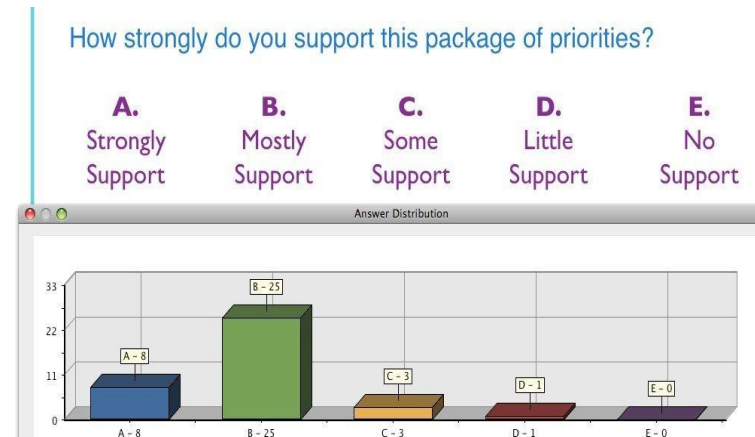 How strongly do you support this package of priorities?
A. B. C. D. E.
Strongly Mostly Some Little No
Support Support Support Support Support
Answer Distribution
33
B - 25
22
A - 8
C - 3
11
D - 1
E - 0
0
A - 8 B - 25 C - 3 D - 1 E - 0